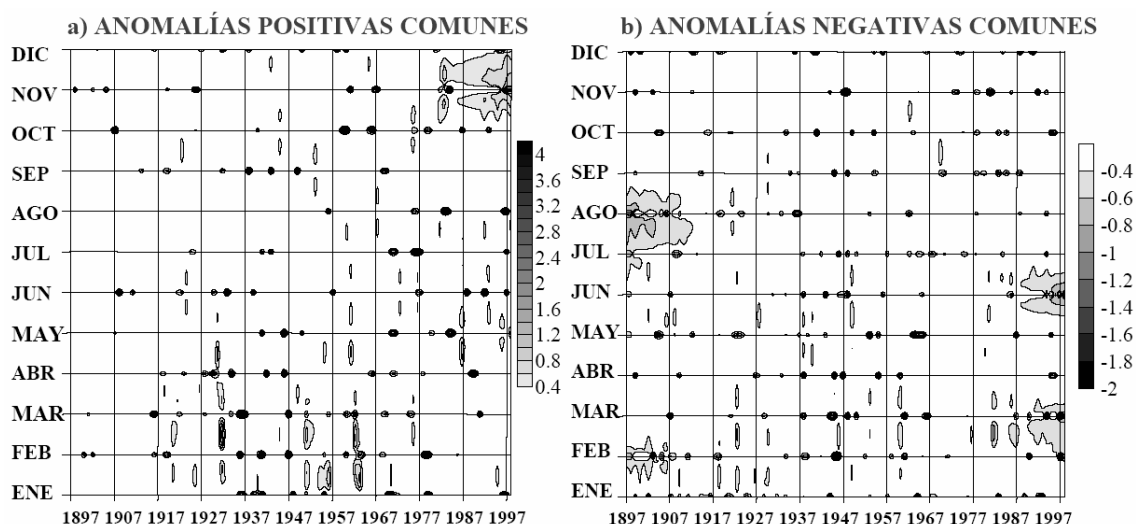 a) ANOMALÍAS POSITIVAS COMUNES
DIC
NOV
OCT
SEP
AGO
JUL
JUN
MAY
ABR
MAR
FEB
ENE
1897 1907 1917 1927 1937 1947 1957 1967 1977 1987 1997
4
3.6
3.2
2.8
2.4
2
1.6
1.2
0.8
0.4
b) ANOMALÍAS NEGATIVAS COMUNES
DIC
NOV
OCT
SEP
AGO
JUL
JUN
MAY
ABR
MAR
FEB
ENE
1897 1907 1917 1927 1937 1947 1957 1967 1977 1987 1997
-0.4
-0.6
-0.8
-1
-1.2
-1.4
-1.6
-1.8
-2